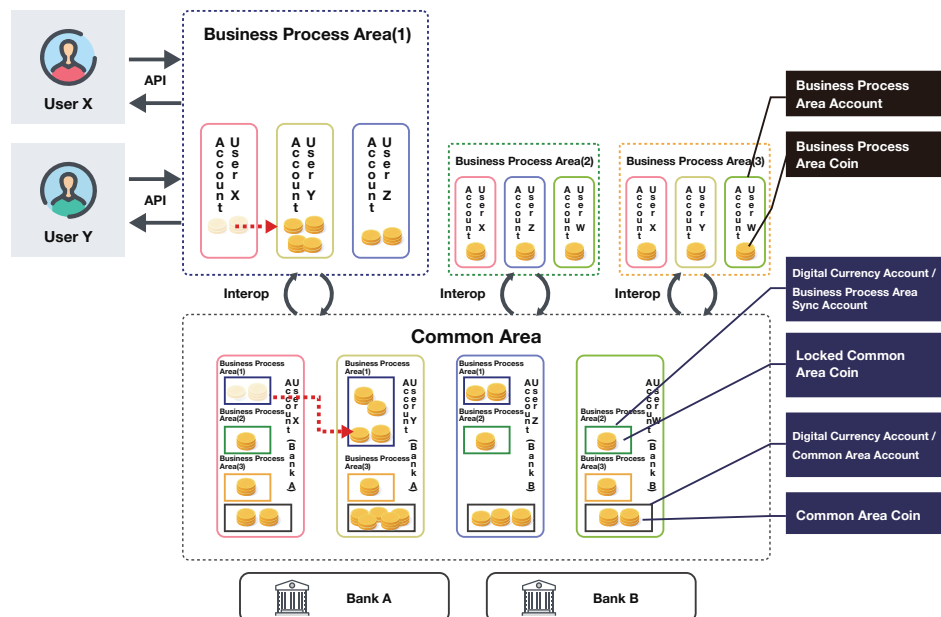 User X
API
User Y
API
Business Process Area(1)
Account
User X
Account
User Y
Account
User Z
Business Process Area(2)
Account
User X
Account
User Z
Account
User W
Business Process Area(3)
Account
User X
Account
User Y
Account
User W
Business Process
Area Account
Business Process
Area Coin
Interop
Interop
Interop
Common Area
Business Process
Area(1)
Business Process
Area(2)
Business Process
Area(3)
Account (Bank A)
User X
Business Process
Area(1)
Business Process
Area(3)
Account (Bank A)
User Y
Business Process
Area(1)
Business Process
Area(2)
Account (Bank B)
User Z
Business Process
Area(2)
Business Process
Area(3)
Account (Bank B)
User W
Digital Currency Account /
Business Process Area
Sync Account
Locked Common
Area Coin
Digital Currency Account /
Common Area Account
Common Area Coin
Bank A
Bank B